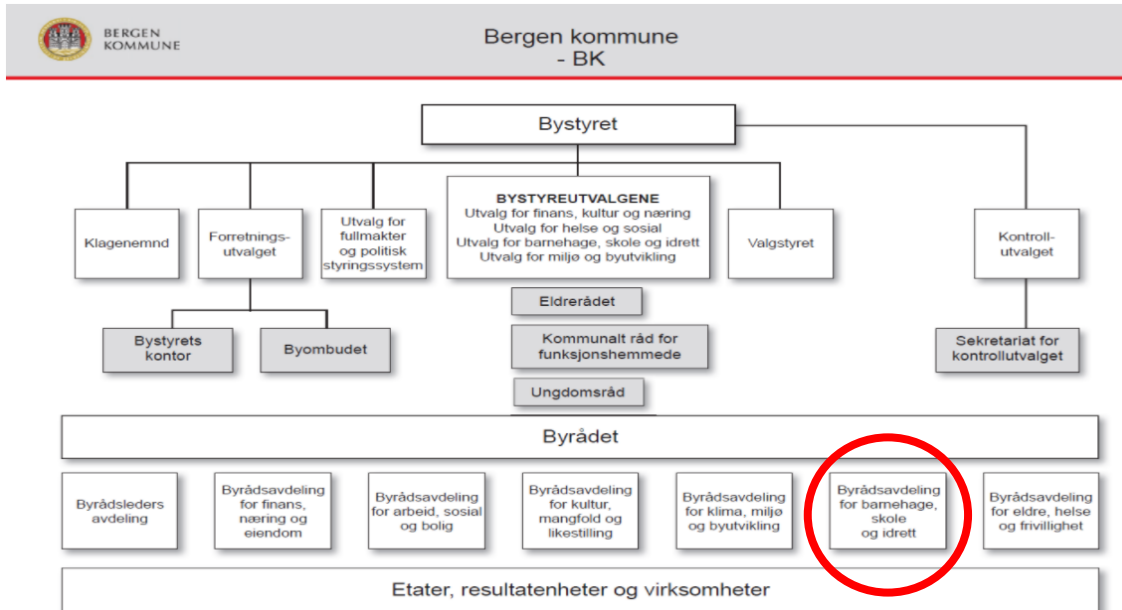 BERGEN
KOMMUNE
Bergen kommune
- BK
Bystyret
Klagenemnd
Forretnings-
utvalget
Utvalg for
fullmakter
og politisk
styringssystem
BYSTYREUTVALGENE
Utvalg for finans, kultur og næring
Utvalg for helse og sosial
Utvalg for barnehage, skole og idrett
Utvalg for miljø og byutvikling
Valgstyret
Kontroll-
utvalget
Bystyrets
kontor
Byombudet
Eldrerådet
Kommunalt råd for
funksjonshemmede
Ungdomsråd
Sekretariat for
kontrollutvalget
Byrådet
Byrådsleders
avdeling
Byrådsavdeling
for finans,
næring og
eiendom
Byrådsavdeling
for arbeid, sosial
og bolig
Byrådsavdeling
for kultur,
mangfold og
likestilling
Byrådsavdeling
for klima, miljø
og byutvikling
Byrådsavdeling
for barnehage,
skole
og idrett
Byrådsavdeling
for eldre, helse
og frivillighet
Etater, resultatenheter og virksomheter